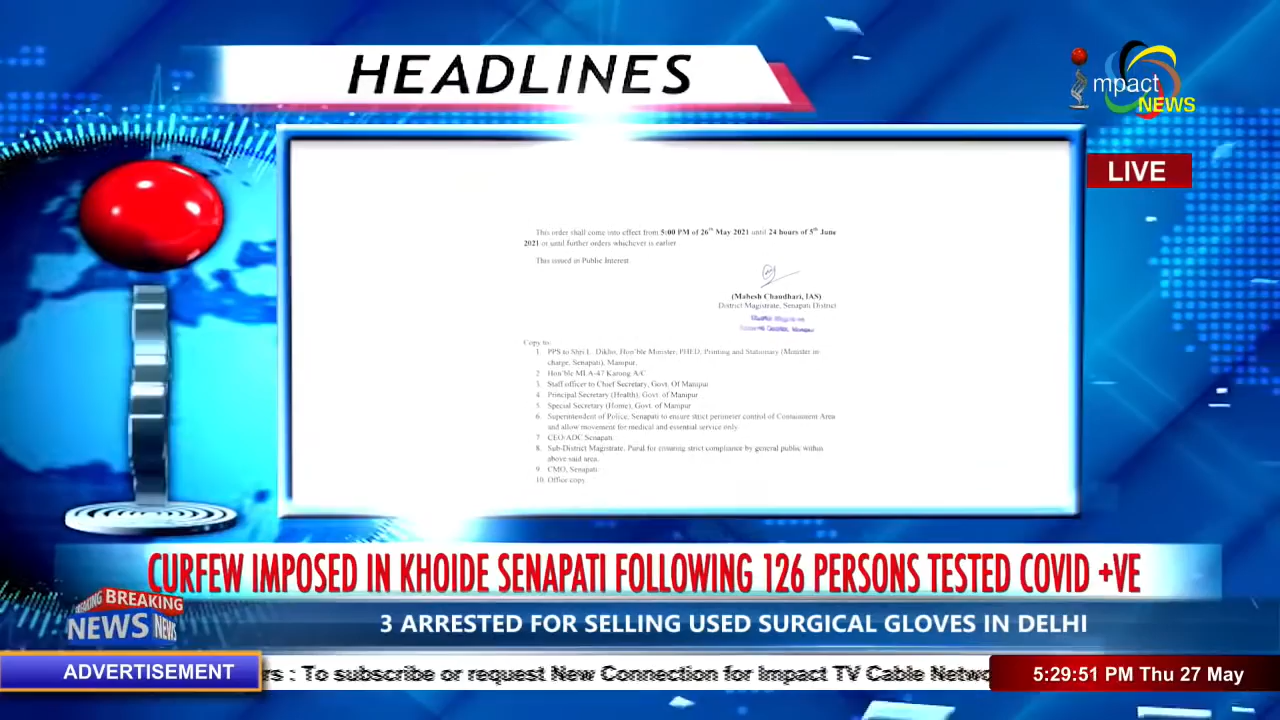 HEADLINES
impact
NEWS
LIVE
This order shall come into effect from 5:00 PM of 26th May 2021 until 24 hours of 5th June
2021 or until further orders whichever is earlier
This issued in Public Interest
(Mahesh Chaudhari, IAS)
District Magistrate, Senapati District
Copy to:
1. PPS to Shri L. Dikho, Hon'ble Minister, PHED, Printing and Stationary (Minister in-
charge, Senapati), Manipur.
2 Hon'ble MLA-47 Karong A/C
3. Staff officer to Chief Secretary, Govt. Of Manipur
4 Principal Secretary (Health), Govt. of Manipur
5 Special Secretary (Home), Govt. of Manipur
6. Superintendent of Police, Senapati to ensure strict perimeter control of Containment Area
and allow movement for medical and essential service only.
7 CEO/ADC Senapati
8. Sub-District Magistrate, Purul for ensuring strict compliance by general public within
above said area.
9 CMO, Senapati
10. Office copy
CURFEW IMPOSED IN KHOIDE SENAPATI FOLLOWING 126 PERSONS TESTED COVID +VE
BREAKING
NEWS NEWS
3 ARRESTED FOR SELLING USED SURGICAL GLOVES IN DELHI
ADVERTISEMENT
rs : To subscribe or request New Connection for Impact TV Cable Netwo
5:29:51 PM Thu 27 May